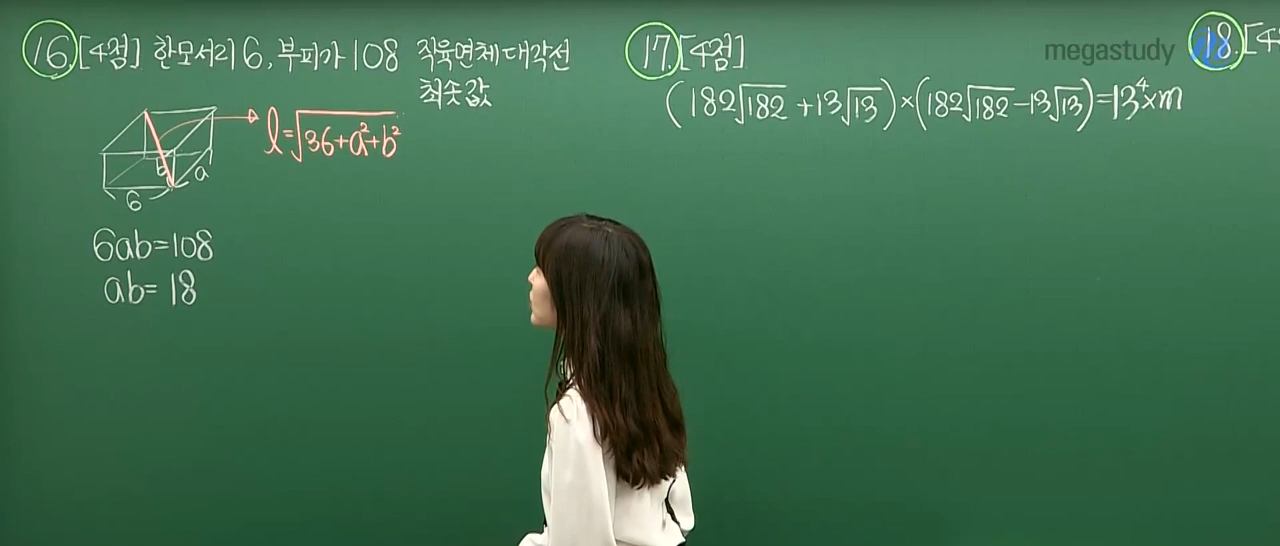 16. [4점] 한모서리 6, 부피가 108 직육면체 대각선
최솟값
l=√36+a²+b²
b
a
6
6ab=108
ab= 18
17. [4점]
(182√182 +13√13)×(182√182-13√13)=13⁴×m
megastudy
18. [4